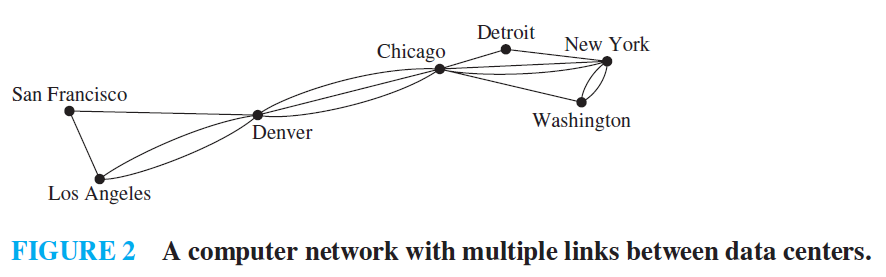 Detroit
New York
Chicago
San Francisco
Washington
Denver
Los Angeles
FIGURE 2 A computer network with multiple links between data centers.